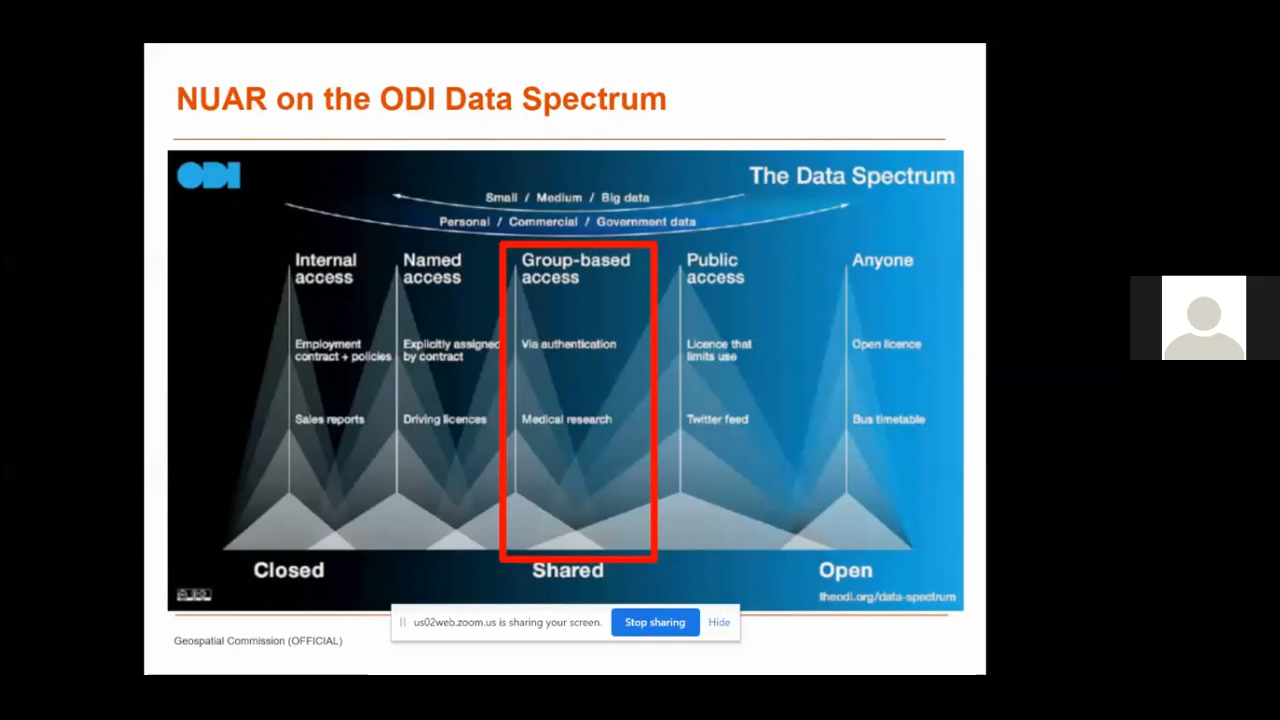 NUAR on the ODI Data Spectrum
ODI
The Data Spectrum
Small / Medium / Big data
Personal / Commercial / Government data
Internal
access
Employment
contract + policies
Sales reports
Named
access
Explicitly assigned
by contract
Driving licences
Group-based
access
Via authentication
Medical research
Public
access
Licence that
limits use
Twitter feed
Anyone
Open licence
Bus timetable
Closed
Shared
Open
theodi.org/data-spectrum
us02web.zoom.us is sharing your screen.
Stop sharing
Hide
Geospatial Commission (OFFICIAL)